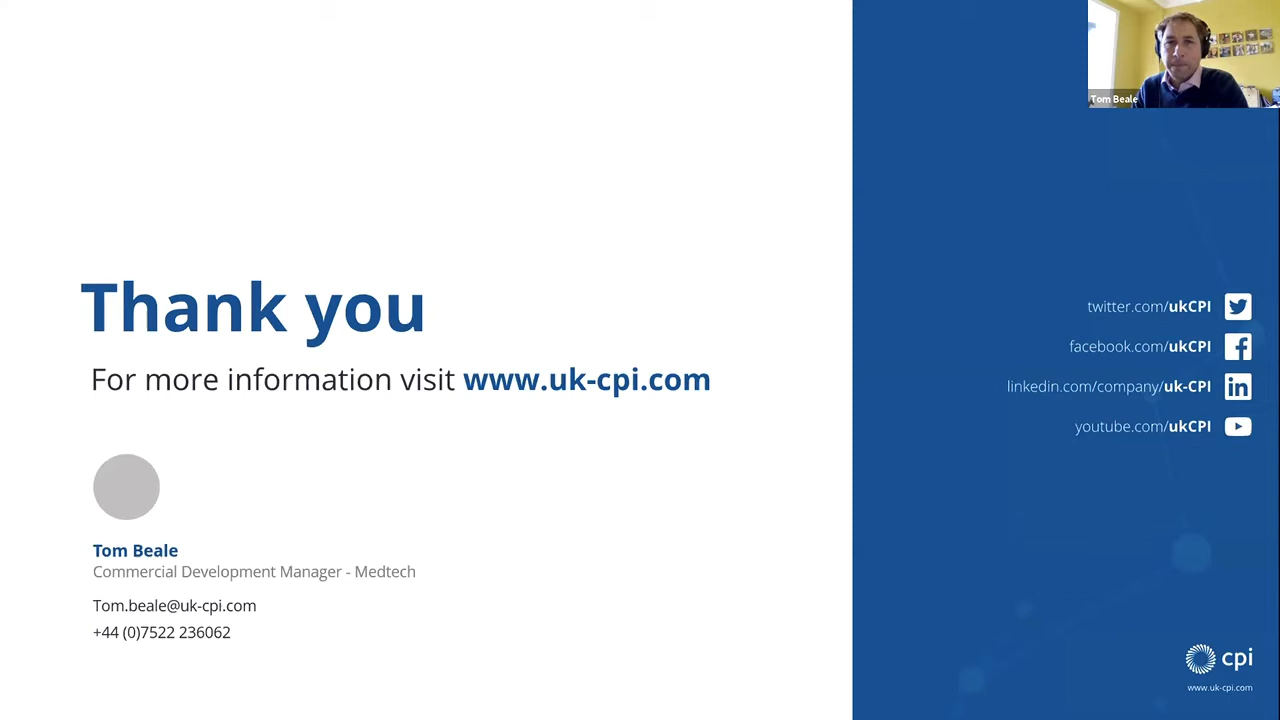 Tom Beale
Thank you
For more information visit www.uk-cpi.com
Tom Beale
Commercial Development Manager - Medtech
Tom.beale@uk-cpi.com
+44 (0)7522 236062
twitter.com/ukCPI
facebook.com/ukCPI
linkedin.com/company/uk-CPI
youtube.com/ukCPI
cpi
www.uk-cpi.com